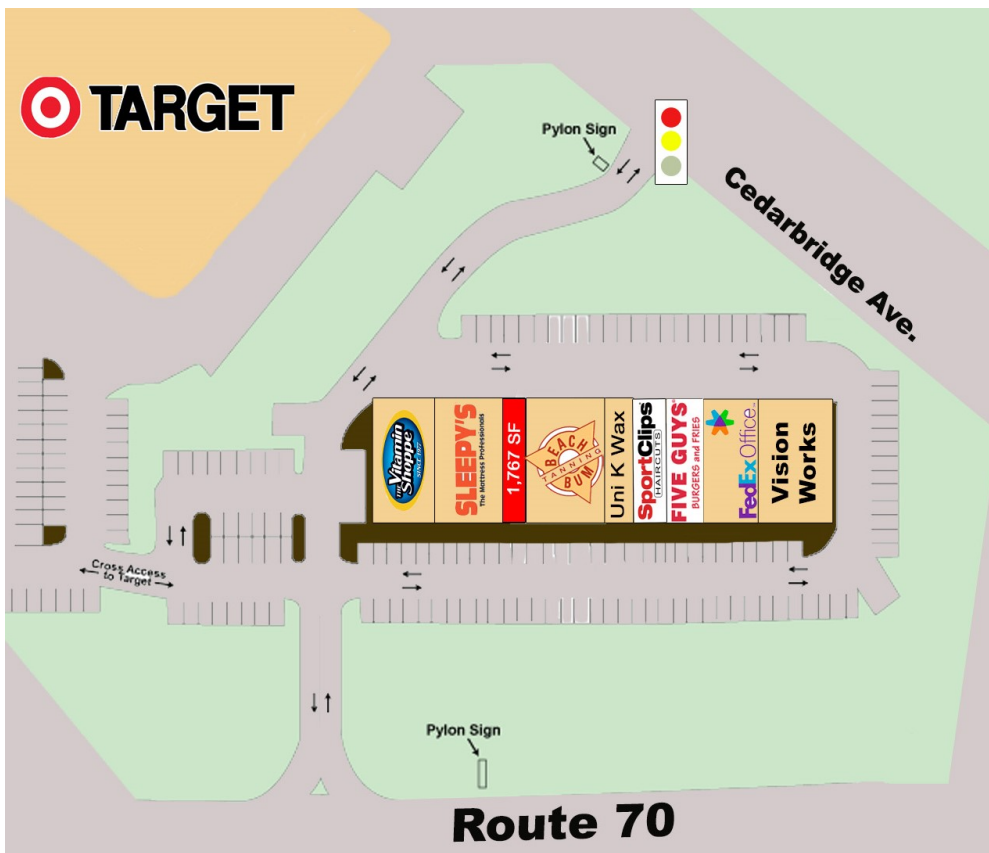 TARGET
Pylon Sign
Cedarbridge Ave.
THE
Vitamin
Shoppe
SINCE 1977
SLEEPY'S
The Mattress Professionals
1,767 SF
BEACH
TANNING
BUM
Uni K Wax
SportClips
HAIRCUTS
FIVE GUYS
BURGERS and FRIES
FedEx Office
Vision
Works
Cross Access
to Target
Pylon Sign
Route 70